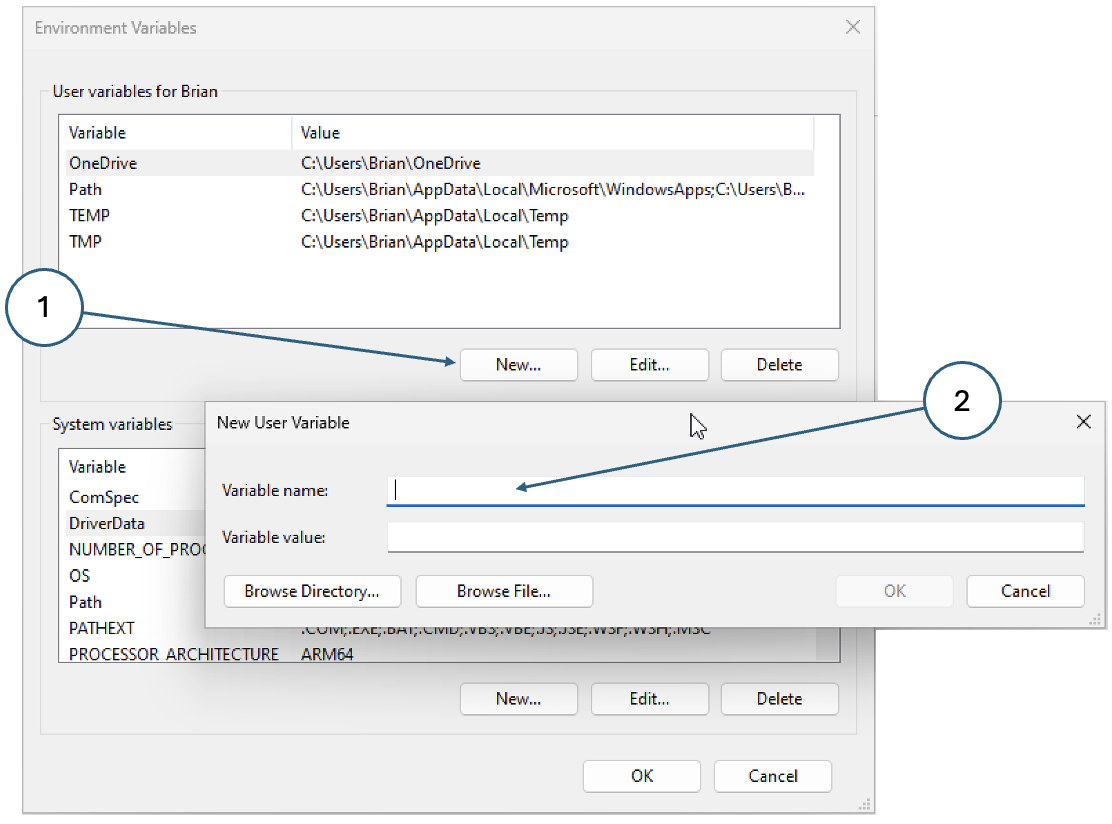 Environment Variables
User variables for Brian
Variable Value
OneDrive C:\Users\Brian\OneDrive
Path C:\Users\Brian\AppData\Local\Microsoft\WindowsApps;C:\Users\B...
TEMP C:\Users\Brian\AppData\Local\Temp
TMP C:\Users\Brian\AppData\Local\Temp
1
New... Edit... Delete
2
System variables
New User Variable
Variable
Variable name:
ComSpec
DriverData
Variable value:
NUMBER_OF_PROC
OS
Browse Directory... Browse File... OK Cancel
Path
PATHEXT .COM;.EXE;.BAT;.CMD;.VBS;.VBE;.JS;.JSE;.WSF;.WSH;.MSC
PROCESSOR_ARCHITECTURE ARM64
New... Edit... Delete
OK Cancel